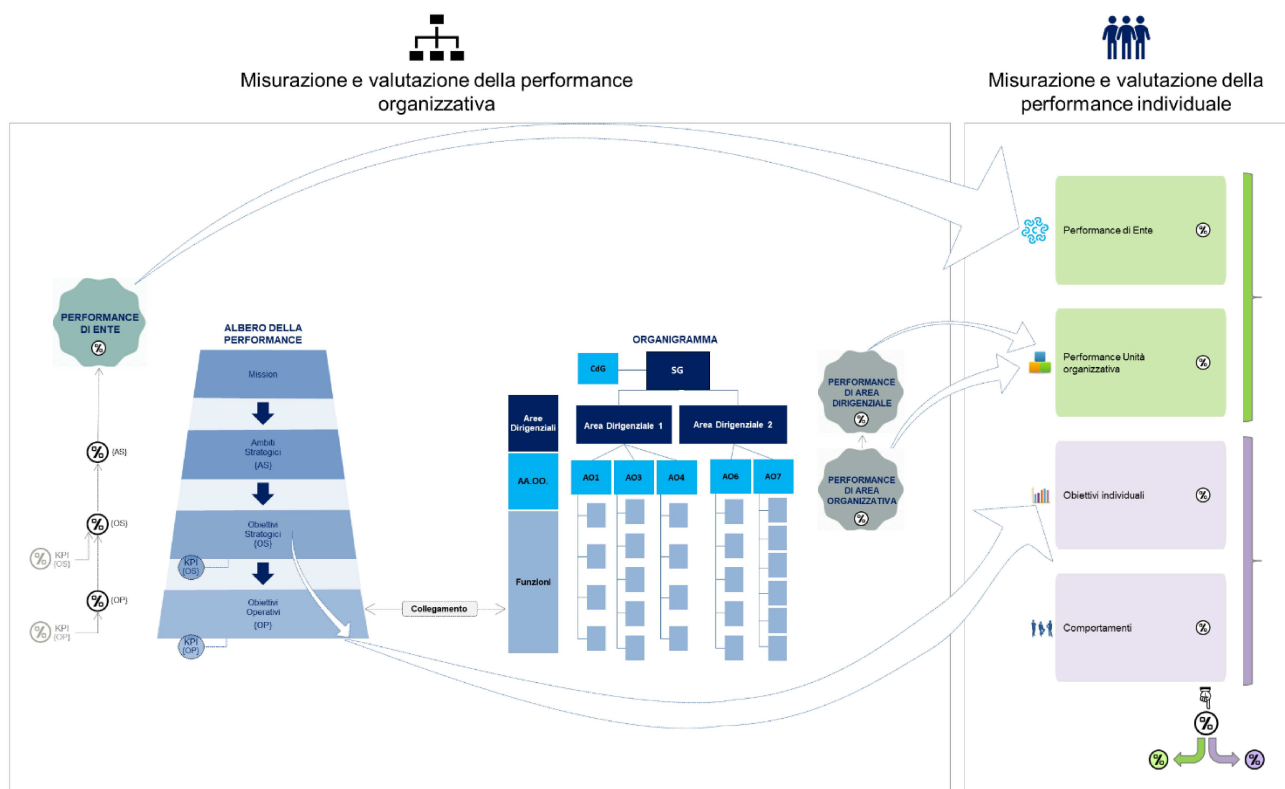 Misurazione e valutazione della performance
organizzativa
Misurazione e valutazione della
performance individuale
PERFORMANCE
DI ENTE
%
% {AS}
% {OS}
% KPI
{OS}
% {OP}
% KPI
{OP}
ALBERO DELLA
PERFORMANCE
Mission
Ambiti
Strategici
{AS}
Obiettivi
Strategici
{OS}
KPI
{OS}
Obiettivi
Operativi
{OP}
KPI
{OP}
Collegamento
ORGANIGRAMMA
CdG
SG
Aree
Dirigenziali
Area Dirigenziale 1
Area Dirigenziale 2
AA.OO.
AO1
AO3
AO4
AO6
AO7
Funzioni
PERFORMANCE
DI AREA
DIRIGENZIALE
%
PERFORMANCE
DI AREA
ORGANIZZATIVA
%
Performance di Ente
%
Performance Unità
organizzativa
%
Obiettivi individuali
%
Comportamenti
%
%
%
%